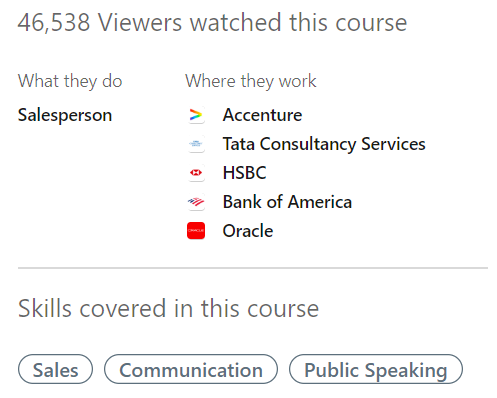 46,538 Viewers watched this course
What they do
Where they work
Salesperson
Accenture
Tata Consultancy Services
HSBC
Bank of America
Oracle
Skills covered in this course
Sales
Communication
Public Speaking